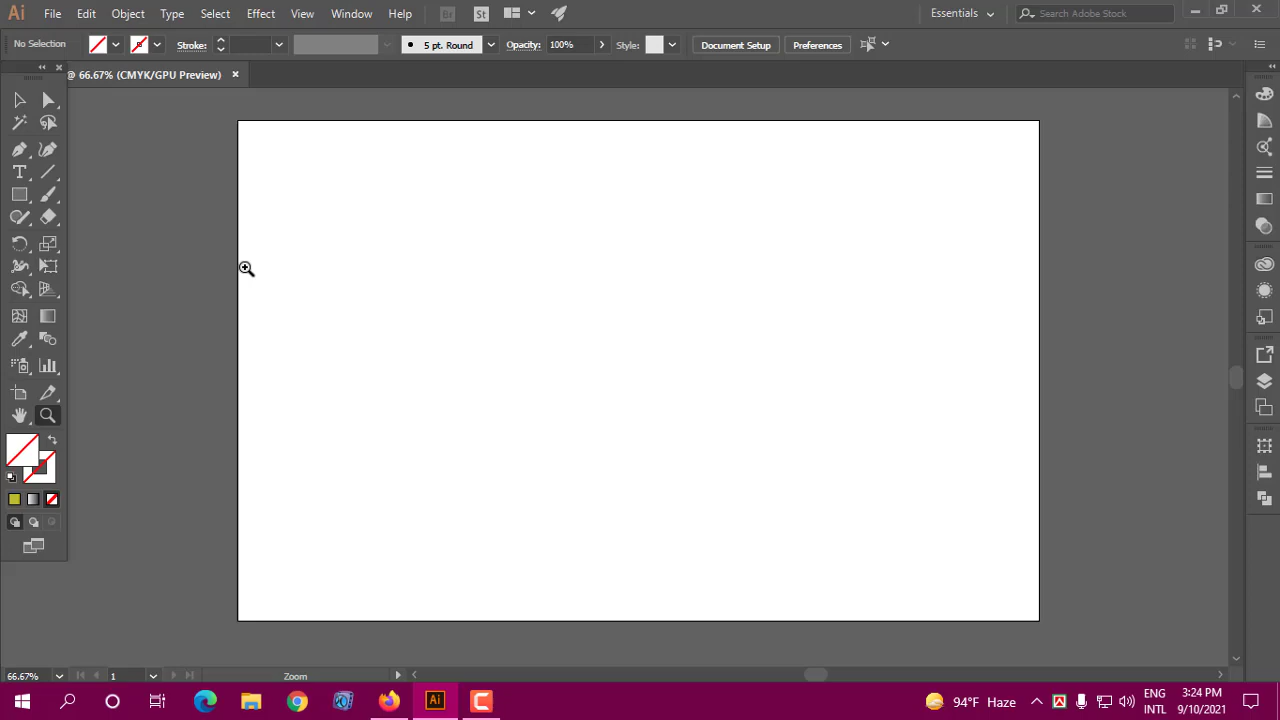 Ai File Edit Object Type Select Effect View Window Help Br St Essentials Search Adobe Stock
No Selection Stroke: 5 pt. Round Opacity: 100% Style: Document Setup Preferences
@ 66.67% (CMYK/GPU Preview)
66.67% 1 Zoom
Ai 94°F Haze ENG 3:24 PM
INTL 9/10/2021